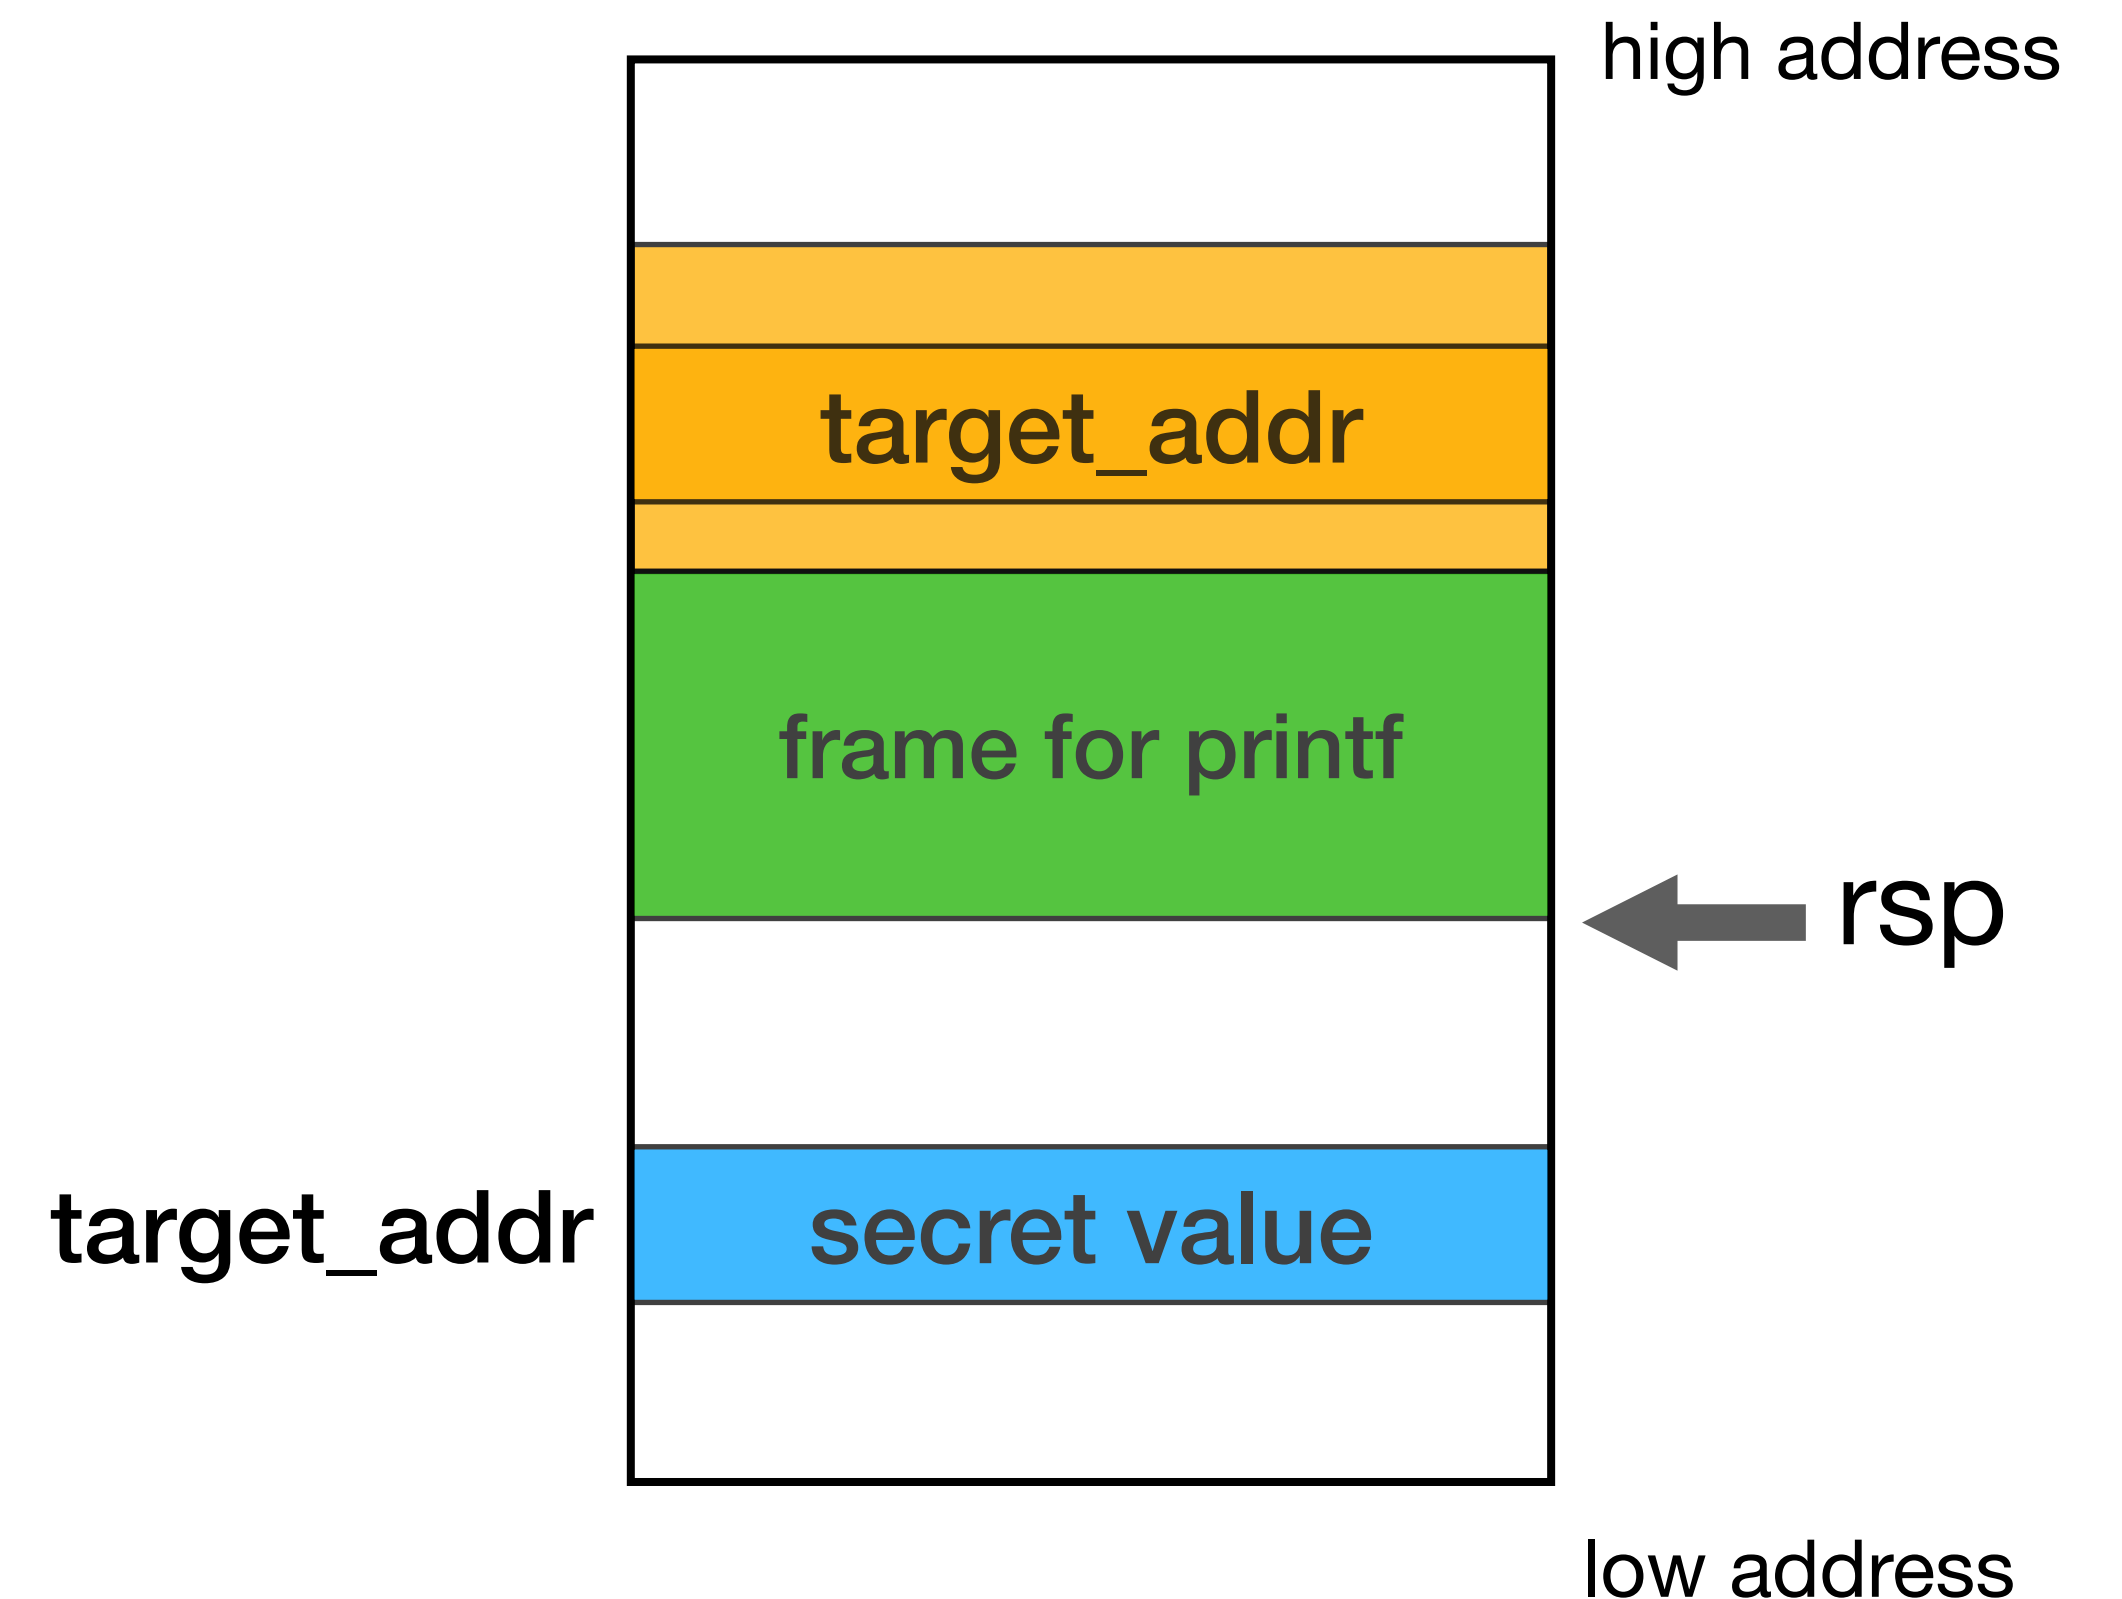 high address
target_addr
frame for printf
rsp
target_addr
secret value
low address